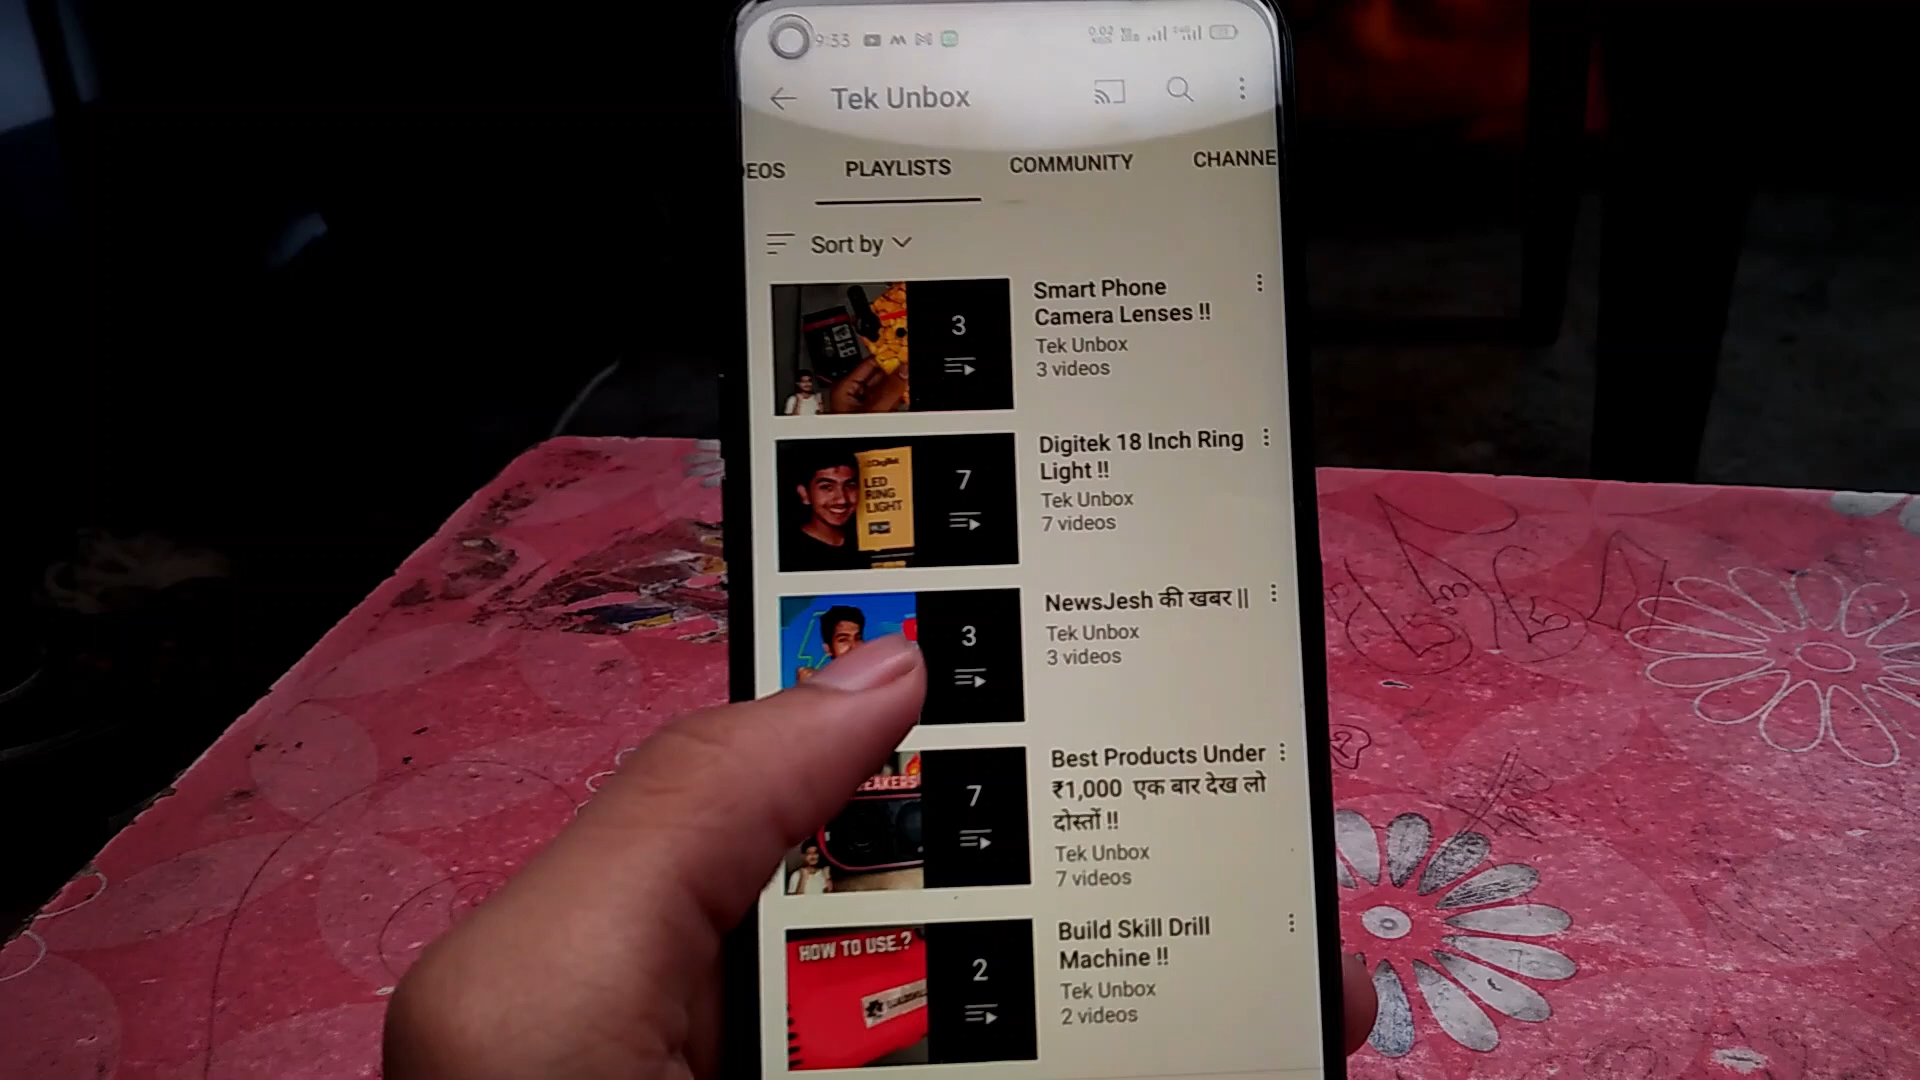 9:33
0.02
Tek Unbox
EOS PLAYLISTS COMMUNITY CHANNE
Sort by
3
Smart Phone
Camera Lenses !!
Tek Unbox
3 videos
LED
RING
LIGHT
7
Digitek 18 Inch Ring
Light !!
Tek Unbox
7 videos
3
NewsJesh की खबर ||
Tek Unbox
3 videos
EAKERS
7
Best Products Under
₹1,000 एक बार देख लो
दोस्तों !!
Tek Unbox
7 videos
HOW TO USE.?
2
Build Skill Drill
Machine !!
Tek Unbox
2 videos